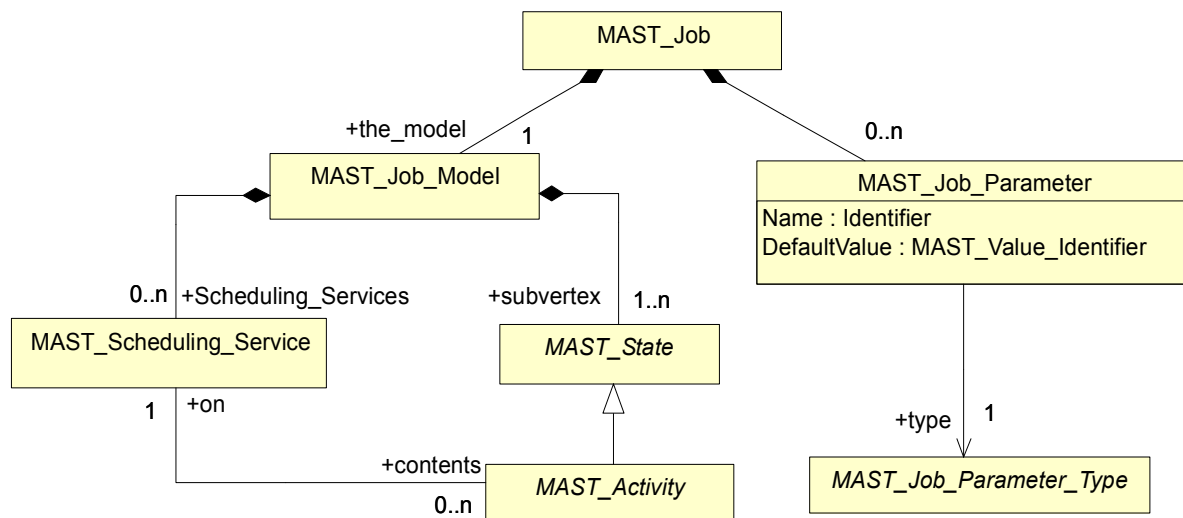 MAST_Job
+the_model
1
0..n
MAST_Job_Model
MAST_Job_Parameter
Name : Identifier
DefaultValue : MAST_Value_Identifier
0..n
+Scheduling_Services
+subvertex
1..n
MAST_Scheduling_Service
MAST_State
1
+on
+type
1
+contents
0..n
MAST_Activity
MAST_Job_Parameter_Type